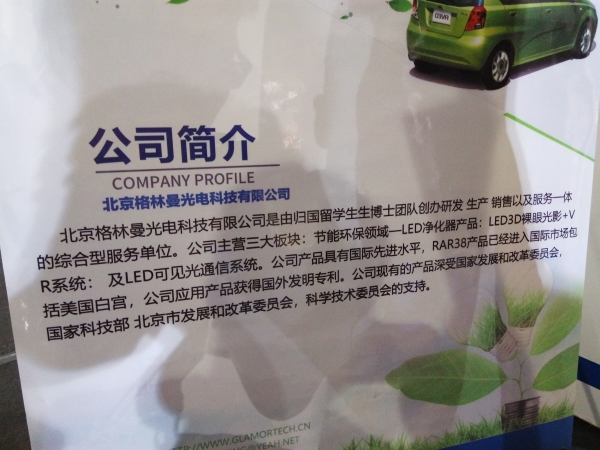 公司简介
COMPANY PROFILE
北京格林曼光电科技有限公司
北京格林曼光电科技有限公司是由归国留学生生博士团队创办研发 生产 销售以及服务一体
的综合型服务单位。公司主营三大板块：节能环保领域—LED净化器产品：LED3D裸眼光影+V
R系统： 及LED可见光通信系统。公司产品具有国际先进水平，RAR38产品已经进入国际市场包
括美国白宫，公司应用产品获得国外发明专利。公司现有的产品深受国家发展和改革委员会，
国家科技部 北京市发展和改革委员会，科学技术委员会的支持。
HTTP://WWW.GLAMORTECH.CN
@YEAH.NET